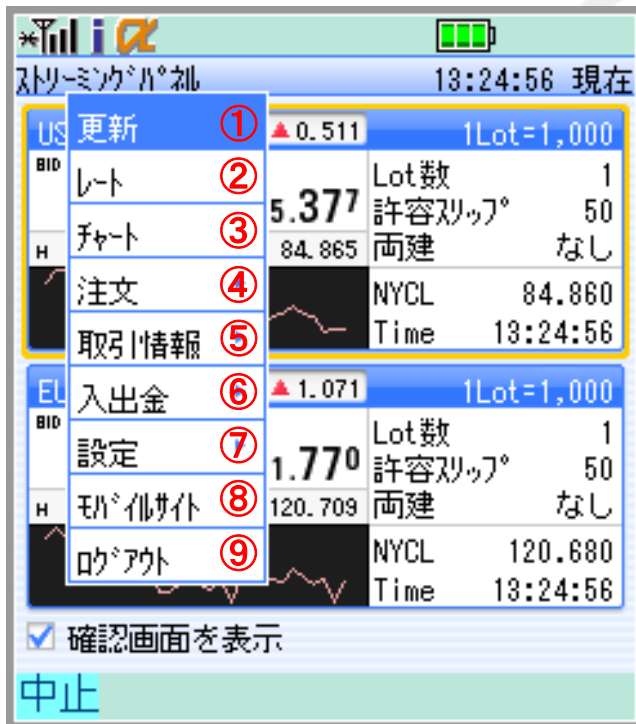 ｽﾄﾘｰﾐﾝｸﾞﾊﾟﾈﾙ 13:24:56 現在
US ▲0.511 1Lot=1,000
更新 ①
BID
ﾚｰﾄ ②
Lot数 1
5.377
許容ｽﾘｯﾌﾟ 50
ﾁｬｰﾄ ③
H 84.865 両建 なし
注文 ④
NYCL 84.860
取引情報 ⑤
Time 13:24:56
入出金 ⑥
EU ▲1.071 1Lot=1,000
BID
設定 ⑦
Lot数 1
1.770
許容ｽﾘｯﾌﾟ 50
ﾓﾊﾞｲﾙｻｲﾄ ⑧
H 120.709 両建 なし
ﾛｸﾞｱｳﾄ ⑨
NYCL 120.680
Time 13:24:56
確認画面を表示
中止